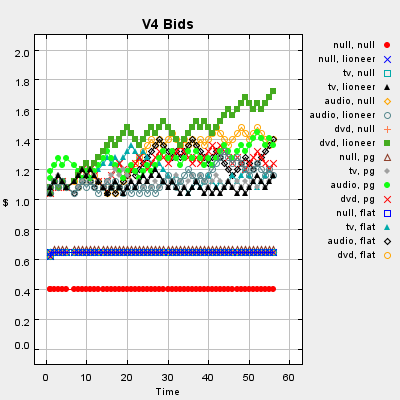 V4 Bids
2.0
1.8
1.6
1.4
1.2
1.0
0.8
0.6
0.4
0.2
0.0
$
0 10 20 30 40 50 60
Time
null, null
null, lioneer
tv, null
tv, lioneer
audio, null
audio, lioneer
dvd, null
dvd, lioneer
null, pg
tv, pg
audio, pg
dvd, pg
null, flat
tv, flat
audio, flat
dvd, flat